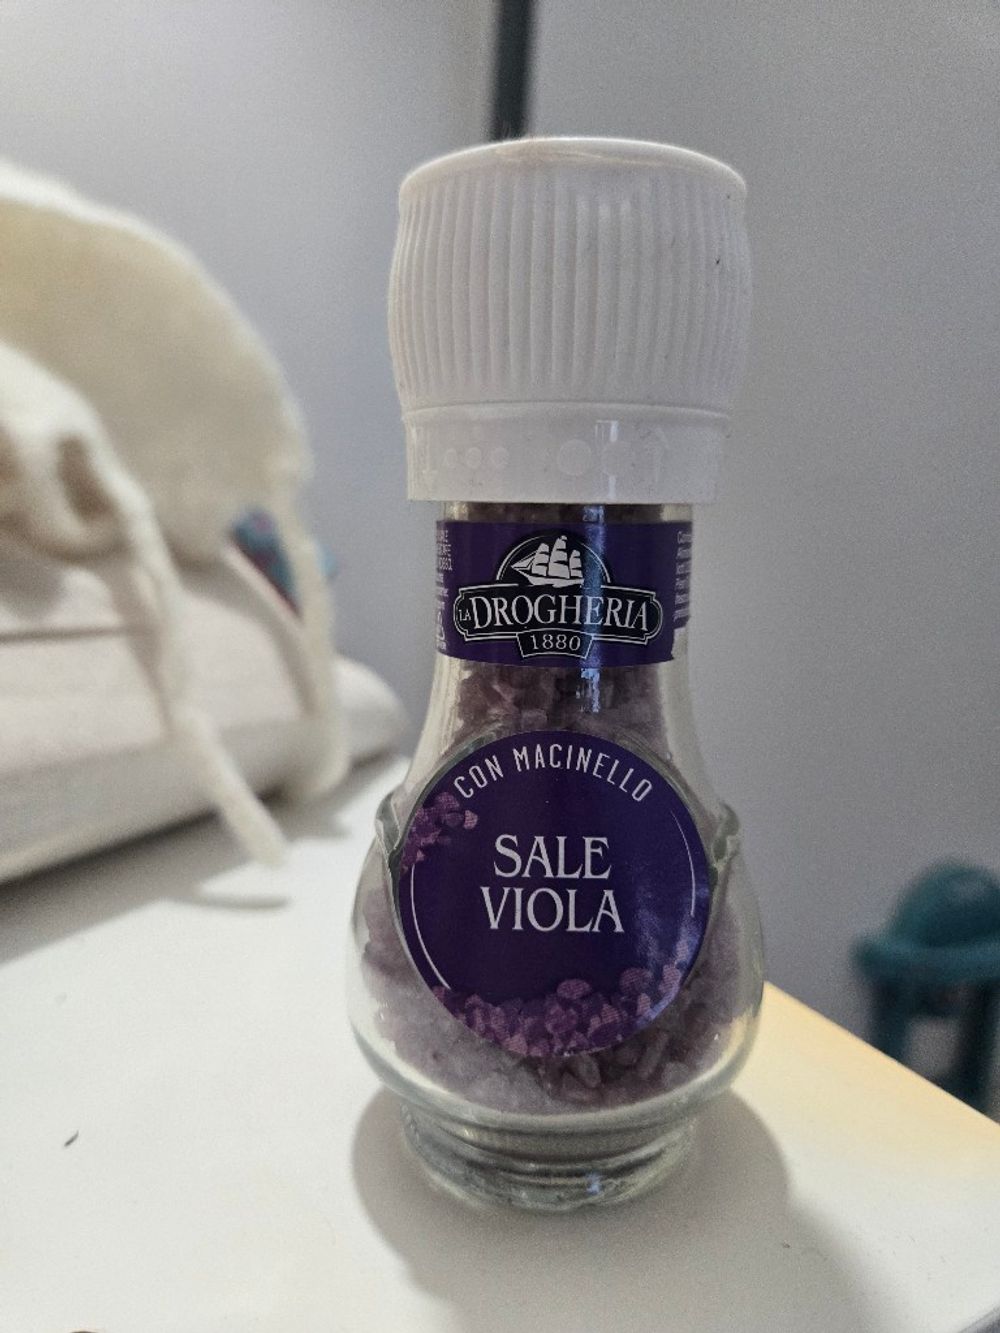 LA DROGHERIA
1880
CON MACINELLO
SALE
VIOLA